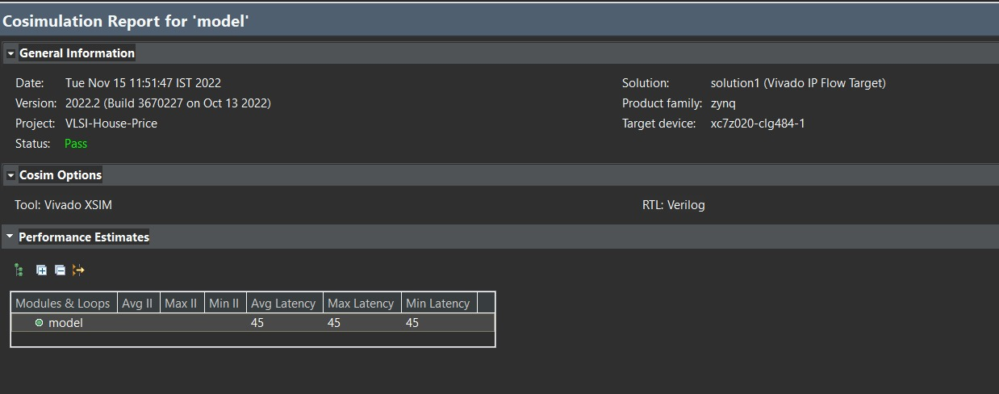 Cosimulation Report for 'model'
General Information
Date: Tue Nov 15 11:51:47 IST 2022 Solution: solution1 (Vivado IP Flow Target)
Version: 2022.2 (Build 3670227 on Oct 13 2022) Product family: zynq
Project: VLSI-House-Price Target device: xc7z020-clg484-1
Status: Pass
Cosim Options
Tool: Vivado XSIM RTL: Verilog
Performance Estimates
Modules & Loops Avg II Max II Min II Avg Latency Max Latency Min Latency
model 45 45 45